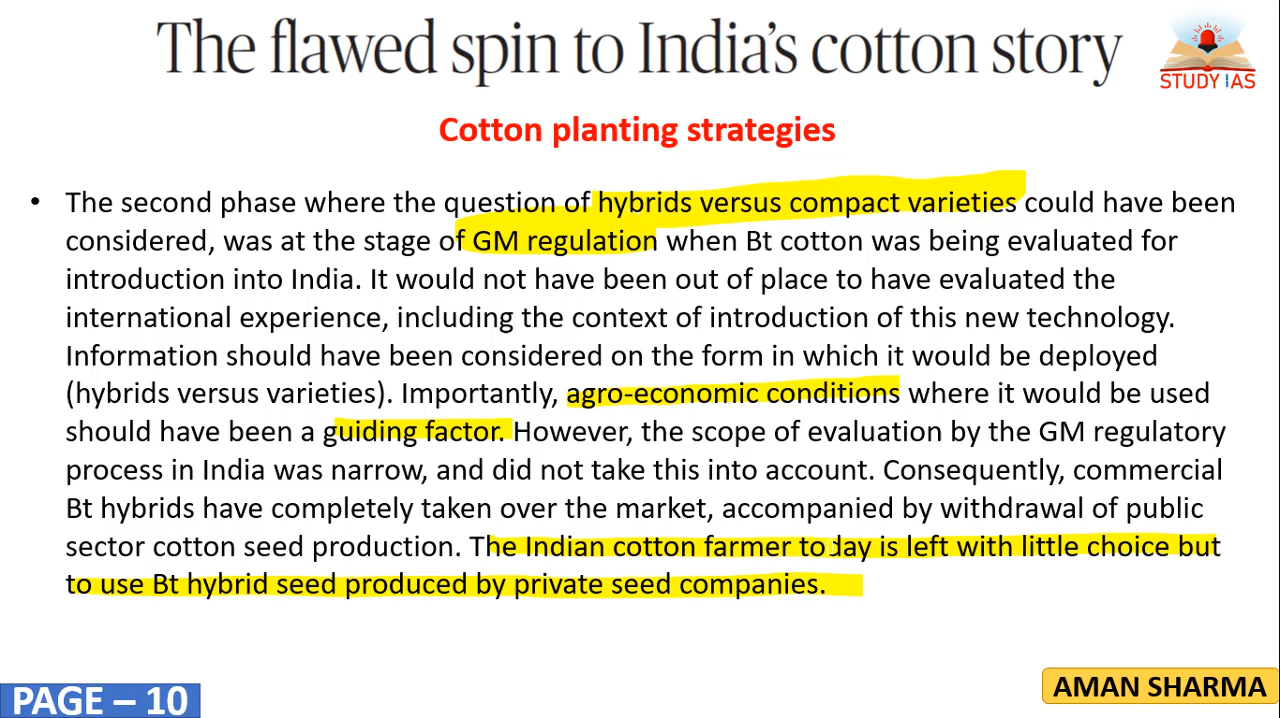 The flawed spin to India's cotton story
STUDY IAS
Cotton planting strategies
• The second phase where the question of hybrids versus compact varieties could have been
considered, was at the stage of GM regulation when Bt cotton was being evaluated for
introduction into India. It would not have been out of place to have evaluated the
international experience, including the context of introduction of this new technology.
Information should have been considered on the form in which it would be deployed
(hybrids versus varieties). Importantly, agro-economic conditions where it would be used
should have been a guiding factor. However, the scope of evaluation by the GM regulatory
process in India was narrow, and did not take this into account. Consequently, commercial
Bt hybrids have completely taken over the market, accompanied by withdrawal of public
sector cotton seed production. The Indian cotton farmer today is left with little choice but
to use Bt hybrid seed produced by private seed companies.
PAGE – 10
AMAN SHARMA